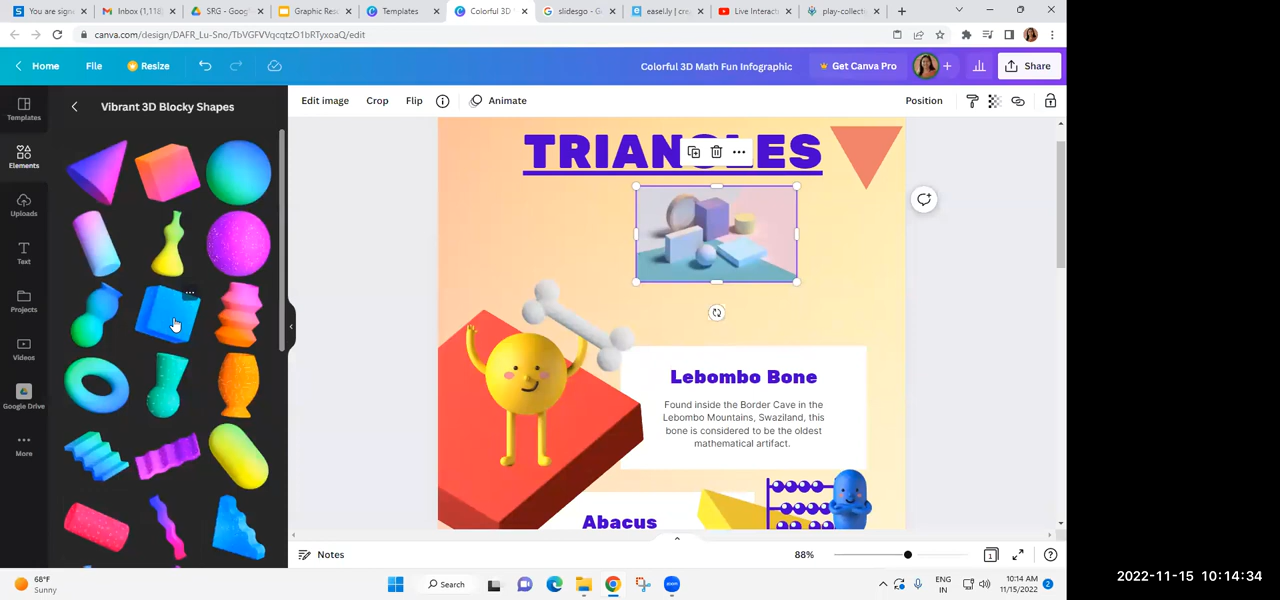 You are sign
Inbox (1,118
SRG - Goog
Graphic Res
Templates
Colorful 3D
slidesgo - G
easel.ly | cre
Live Interact
play-collecti
canva.com/design/DAFR_Lu-Sno/TbVGFVVqcqtzO1bRTyxoaQ/edit
Home
File
Resize
Colorful 3D Math Fun Infographic
Get Canva Pro
Share
Templates
Elements
Uploads
Text
Projects
Videos
Google Drive
More
Vibrant 3D Blocky Shapes
Edit image
Crop
Flip
Animate
Position
TRIANGLES
Lebombo Bone
Found inside the Border Cave in the
Lebombo Mountains, Swaziland, this
bone is considered to be the oldest
mathematical artifact.
Abacus
Notes
88%
1
68°F
Sunny
Search
ENG
IN
10:14 AM
11/15/2022
2
2022-11-15 10:14:34